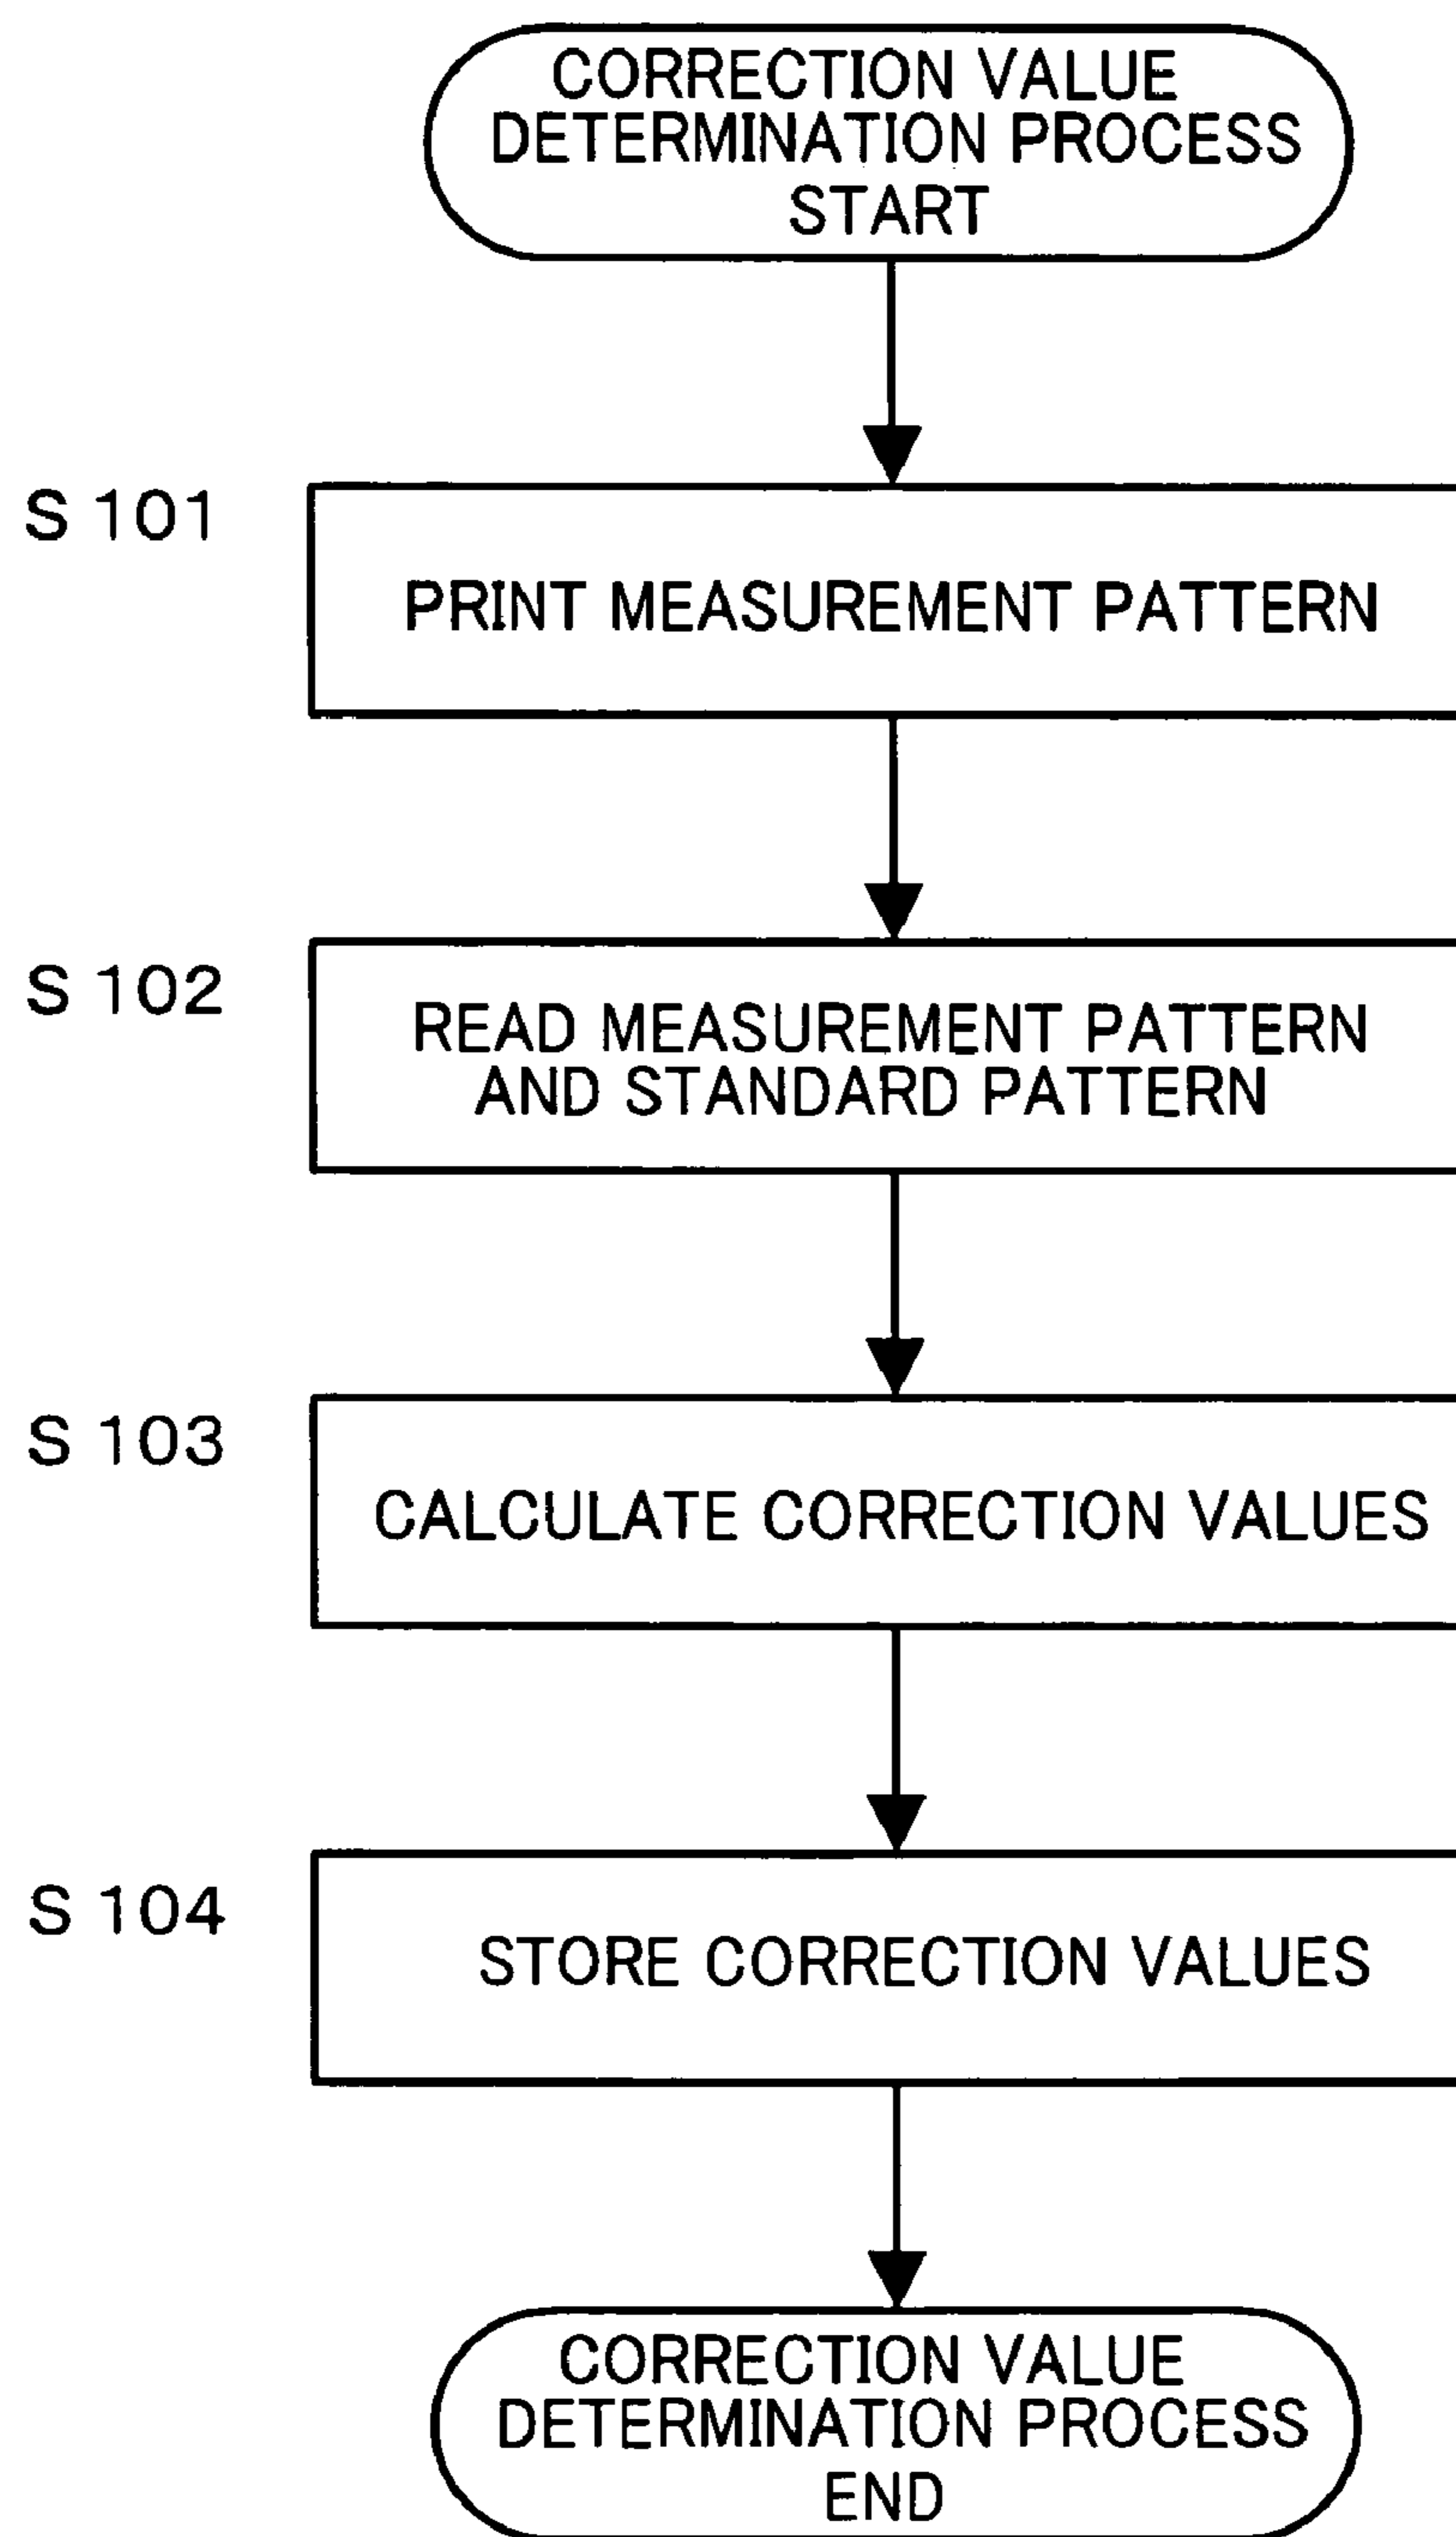 CORRECTION VALUE
DETERMINATION PROCESS
START
S 101
PRINT MEASUREMENT PATTERN
S 102
READ MEASUREMENT PATTERN
AND STANDARD PATTERN
S 103
CALCULATE CORRECTION VALUES
S 104
STORE CORRECTION VALUES
CORRECTION VALUE
DETERMINATION PROCESS
END